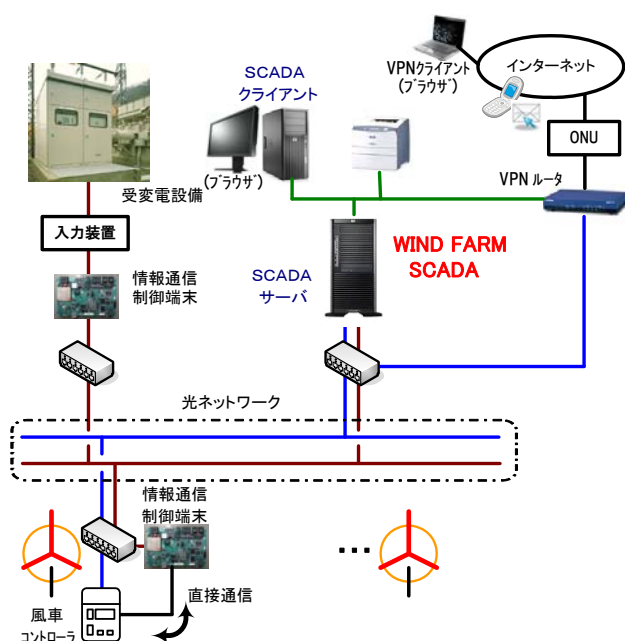 SCADA
クライアント
VPNクライアント
(ブラウザ)
インターネット
ONU
(ブラウザ)
VPN ルータ
受変電設備
入力装置
WIND FARM
SCADA
SCADA
サーバ
情報通信
制御端末
光ネットワーク
情報通信
制御端末
直接通信
風車
コントローラ